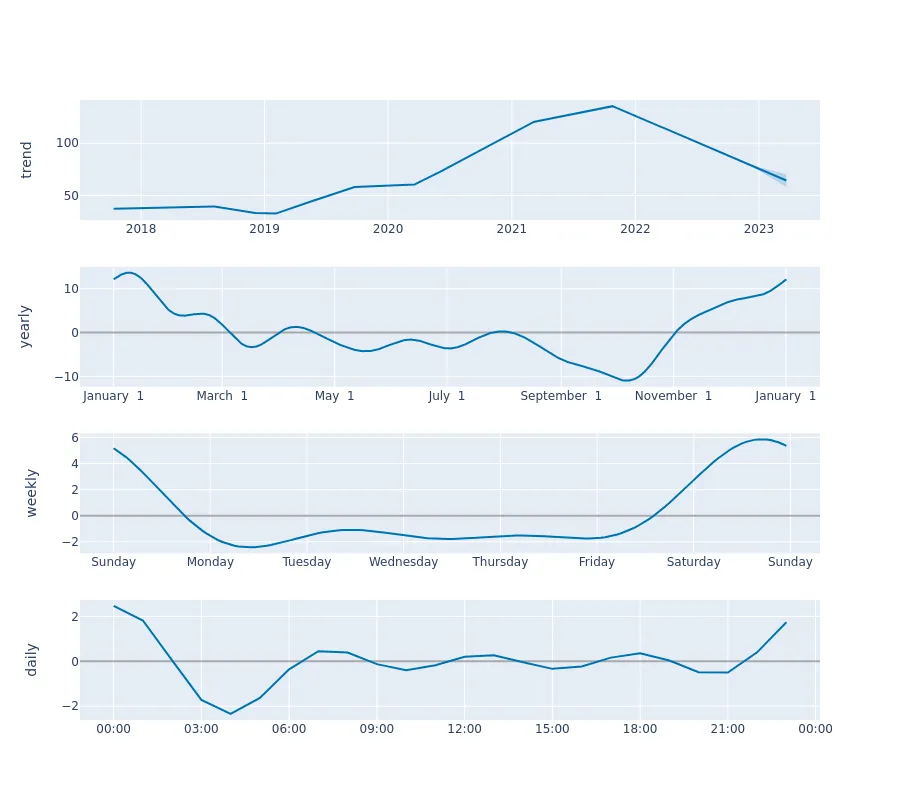 trend
100
50
2018 2019 2020 2021 2022 2023
yearly
10
0
−10
January 1 March 1 May 1 July 1 September 1 November 1 January 1
weekly
6
4
2
0
−2
Sunday Monday Tuesday Wednesday Thursday Friday Saturday Sunday
daily
2
0
−2
00:00 03:00 06:00 09:00 12:00 15:00 18:00 21:00 00:00